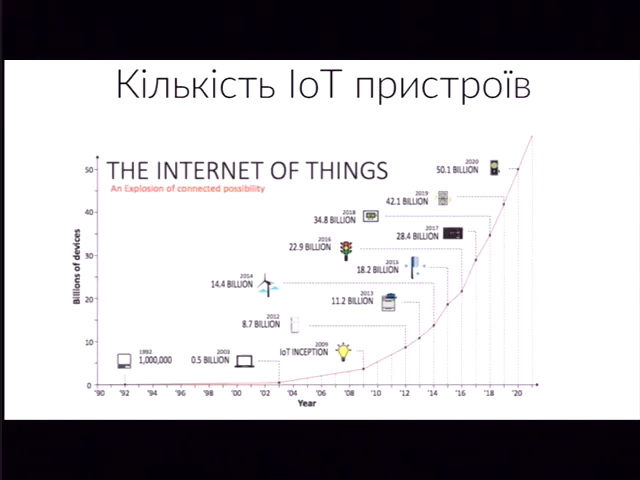 Кількість IoT пристроїв
THE INTERNET OF THINGS
An Explosion of connected possibility
2020
50.1 BILLION
2019
42.1 BILLION
2018
34.8 BILLION
2017
28.4 BILLION
2016
22.9 BILLION
2015
18.2 BILLION
2014
14.4 BILLION
2013
11.2 BILLION
2012
8.7 BILLION
2009
IoT INCEPTION
2003
0.5 BILLION
1992
1,000,000
Billions of devices
50
40
30
20
10
0
'90 '92 '94 '96 '98 '00 '02 '04 '06 '08 '10 '12 '14 '16 '18 '20
Year